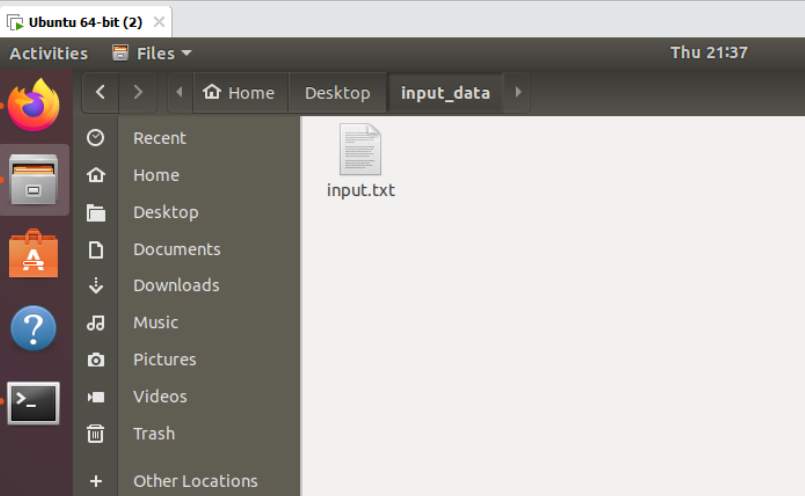 Ubuntu 64-bit (2)
Activities Files Thu 21:37
Home Desktop input_data
Recent
Home
Desktop
Documents
Downloads
Music
Pictures
Videos
Trash
Other Locations
input.txt